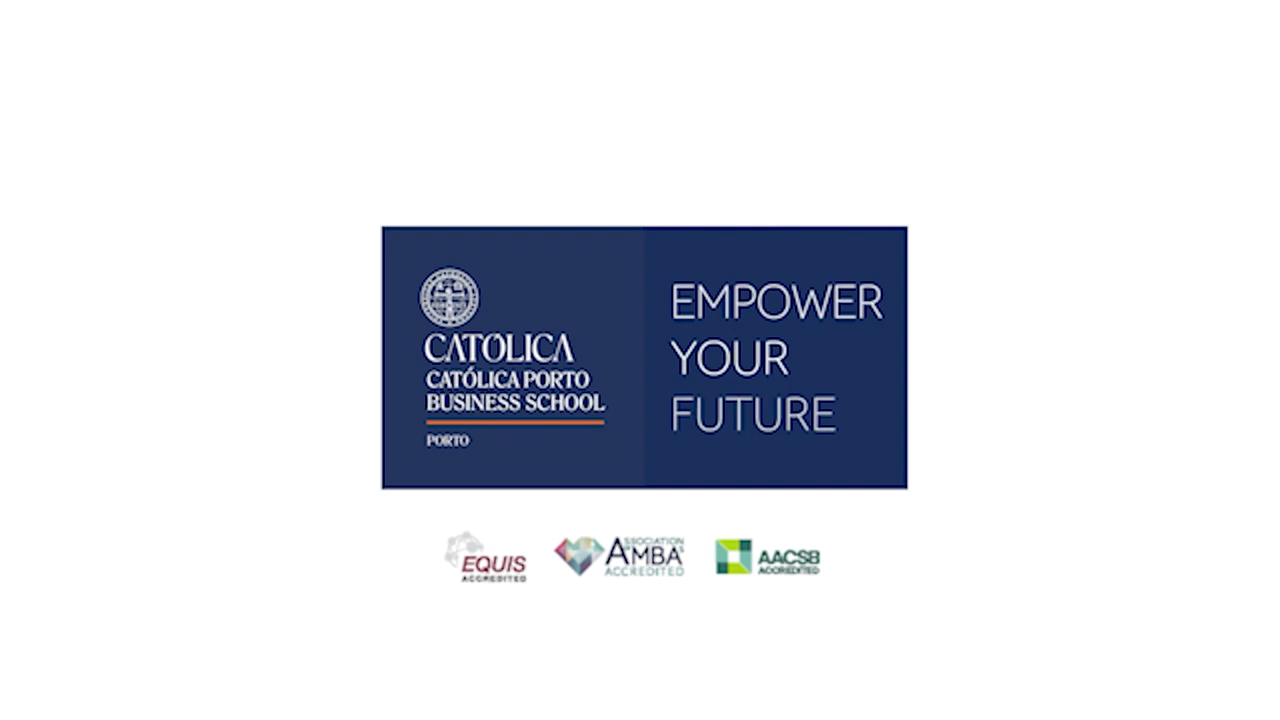 CATÓLICA
CATÓLICA PORTO
BUSINESS SCHOOL
PORTO
EMPOWER
YOUR
FUTURE
EQUIS
ACCREDITED
ASSOCIATION
AMBA
ACCREDITED
AACSB
ACCREDITED